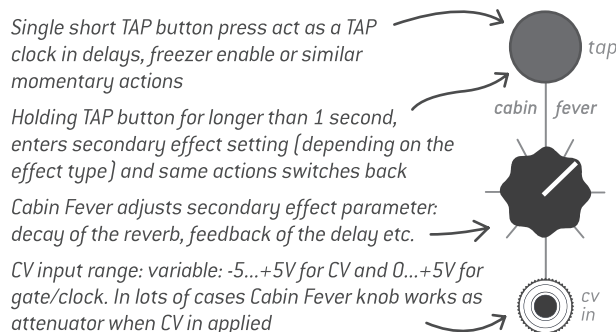 Single short TAP button press act as a TAP
clock in delays, freezer enable or similar
momentary actions
tap
Holding TAP button for longer than 1 second,
enters secondary effect setting (depending on the
effect type) and same actions switches back
cabin fever
Cabin Fever adjusts secondary effect parameter:
decay of the reverb, feedback of the delay etc.
CV input range: variable: -5...+5V for CV and 0...+5V for
gate/clock. In lots of cases Cabin Fever knob works as
attenuator when CV in applied
cv
in